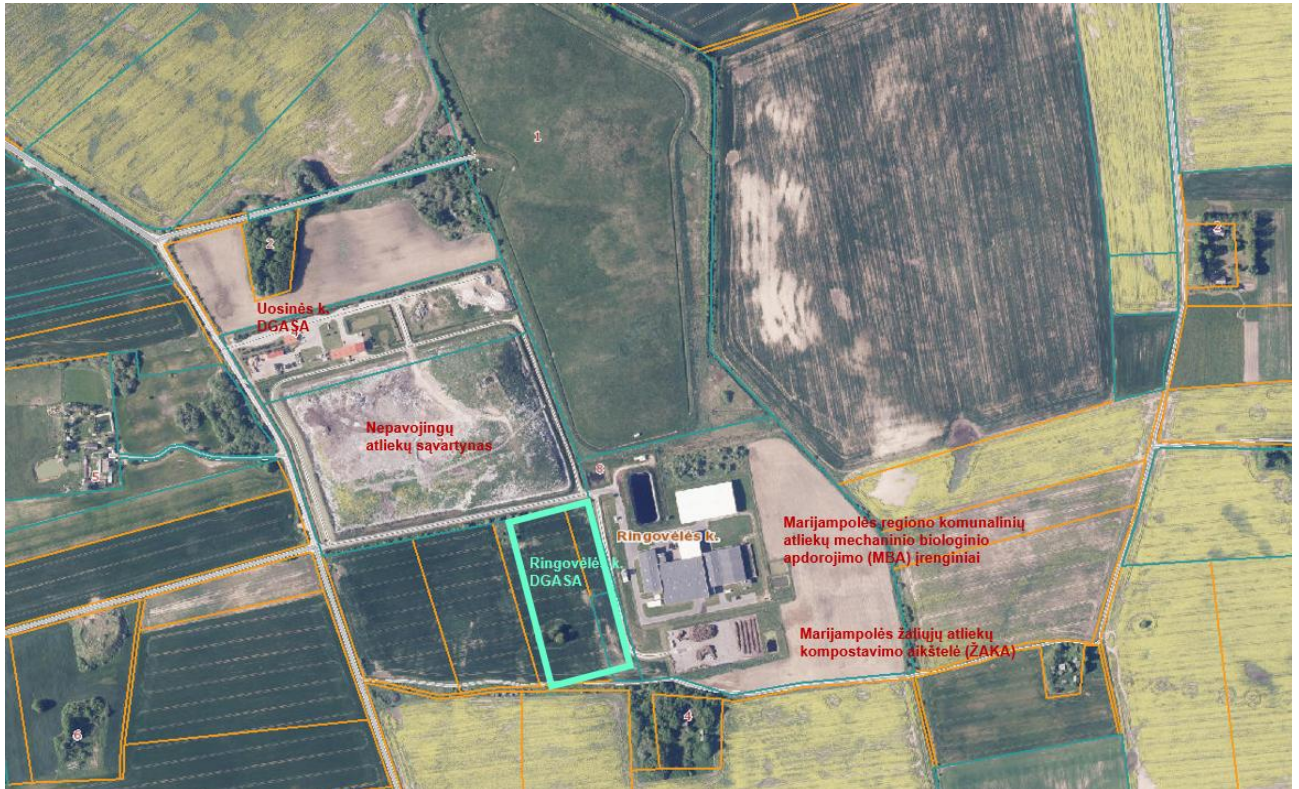 1
2
2
Uosinės k.
DGASA
Nepavojingų
atliekų sąvartynas
5
8
Ringovėlės k.
Ringovėlės k.
DGASA
Marijampolės regiono komunalinių
atliekų mechaninio biologinio
apdorojimo (MBA) įrenginiai
Marijampolės žaliųjų atliekų
kompostavimo aikštelė (ŽAKA)
4
6